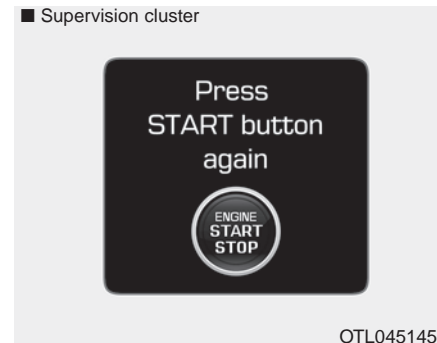 ■ Supervision cluster
Press
START button
again
ENGINE
START
STOP
OTL045145